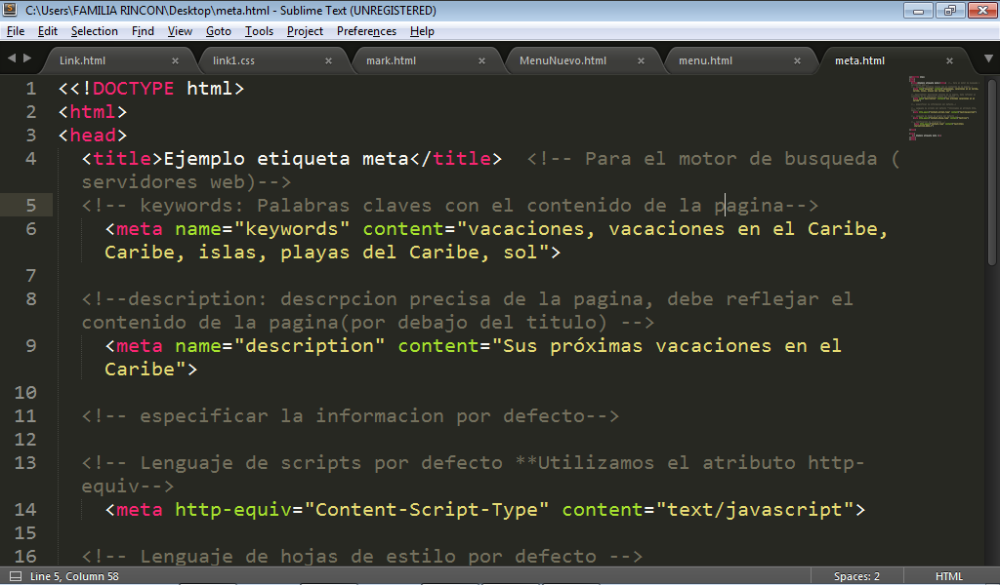 C:\Users\FAMILIA RINCON\Desktop\meta.html - Sublime Text (UNREGISTERED)
File Edit Selection Find View Goto Tools Project Preferences Help
Link.html × link1.css × mark.html × MenuNuevo.html × menu.html × meta.html ×
1 <<!DOCTYPE html>
2 <html>
3 <head>
4 <title>Ejemplo etiqueta meta</title> <!-- Para el motor de busqueda (
servidores web)-->
5 <!-- keywords: Palabras claves con el contenido de la pagina-->
6 <meta name="keywords" content="vacaciones, vacaciones en el Caribe,
Caribe, islas, playas del Caribe, sol">
7
8 <!--description: descrpcion precisa de la pagina, debe reflejar el
contenido de la pagina(por debajo del titulo) -->
9 <meta name="description" content="Sus próximas vacaciones en el
Caribe">
10
11 <!-- especificar la informacion por defecto-->
12
13 <!-- Lenguaje de scripts por defecto **Utilizamos el atributo http-
equiv-->
14 <meta http-equiv="Content-Script-Type" content="text/javascript">
15
16 <!-- Lenguaje de hojas de estilo por defecto -->
Line 5, Column 58 Spaces: 2 HTML